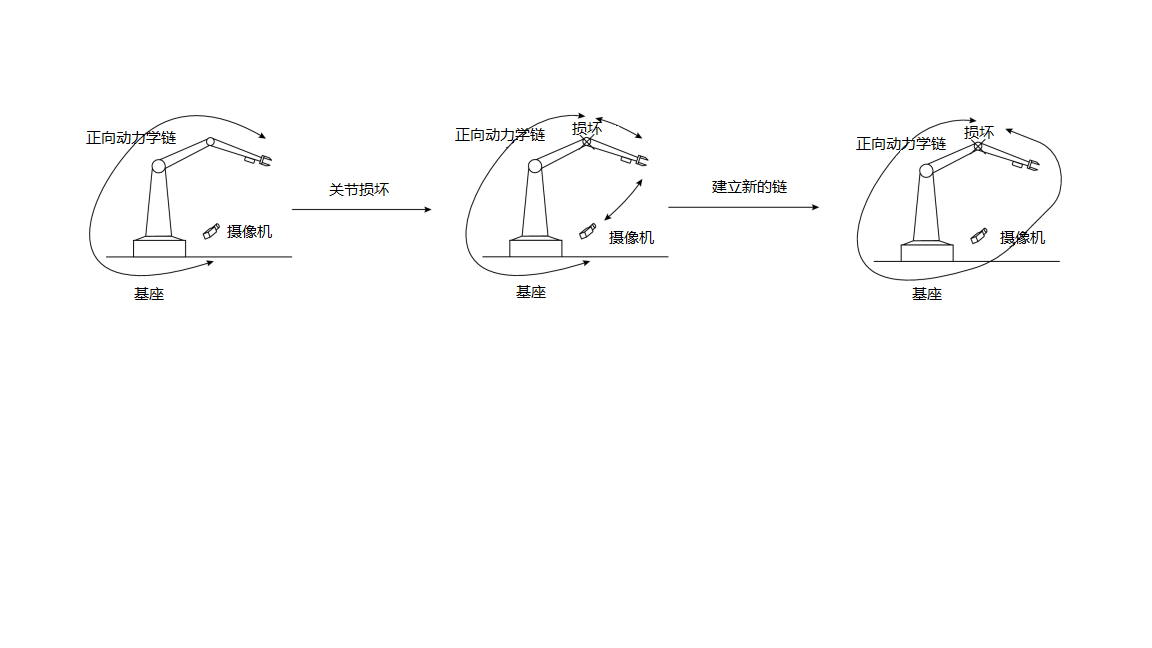 正向动力学链
摄像机
基座
关节损坏
正向动力学链
损坏
摄像机
基座
建立新的链
正向动力学链
损坏
摄像机
基座